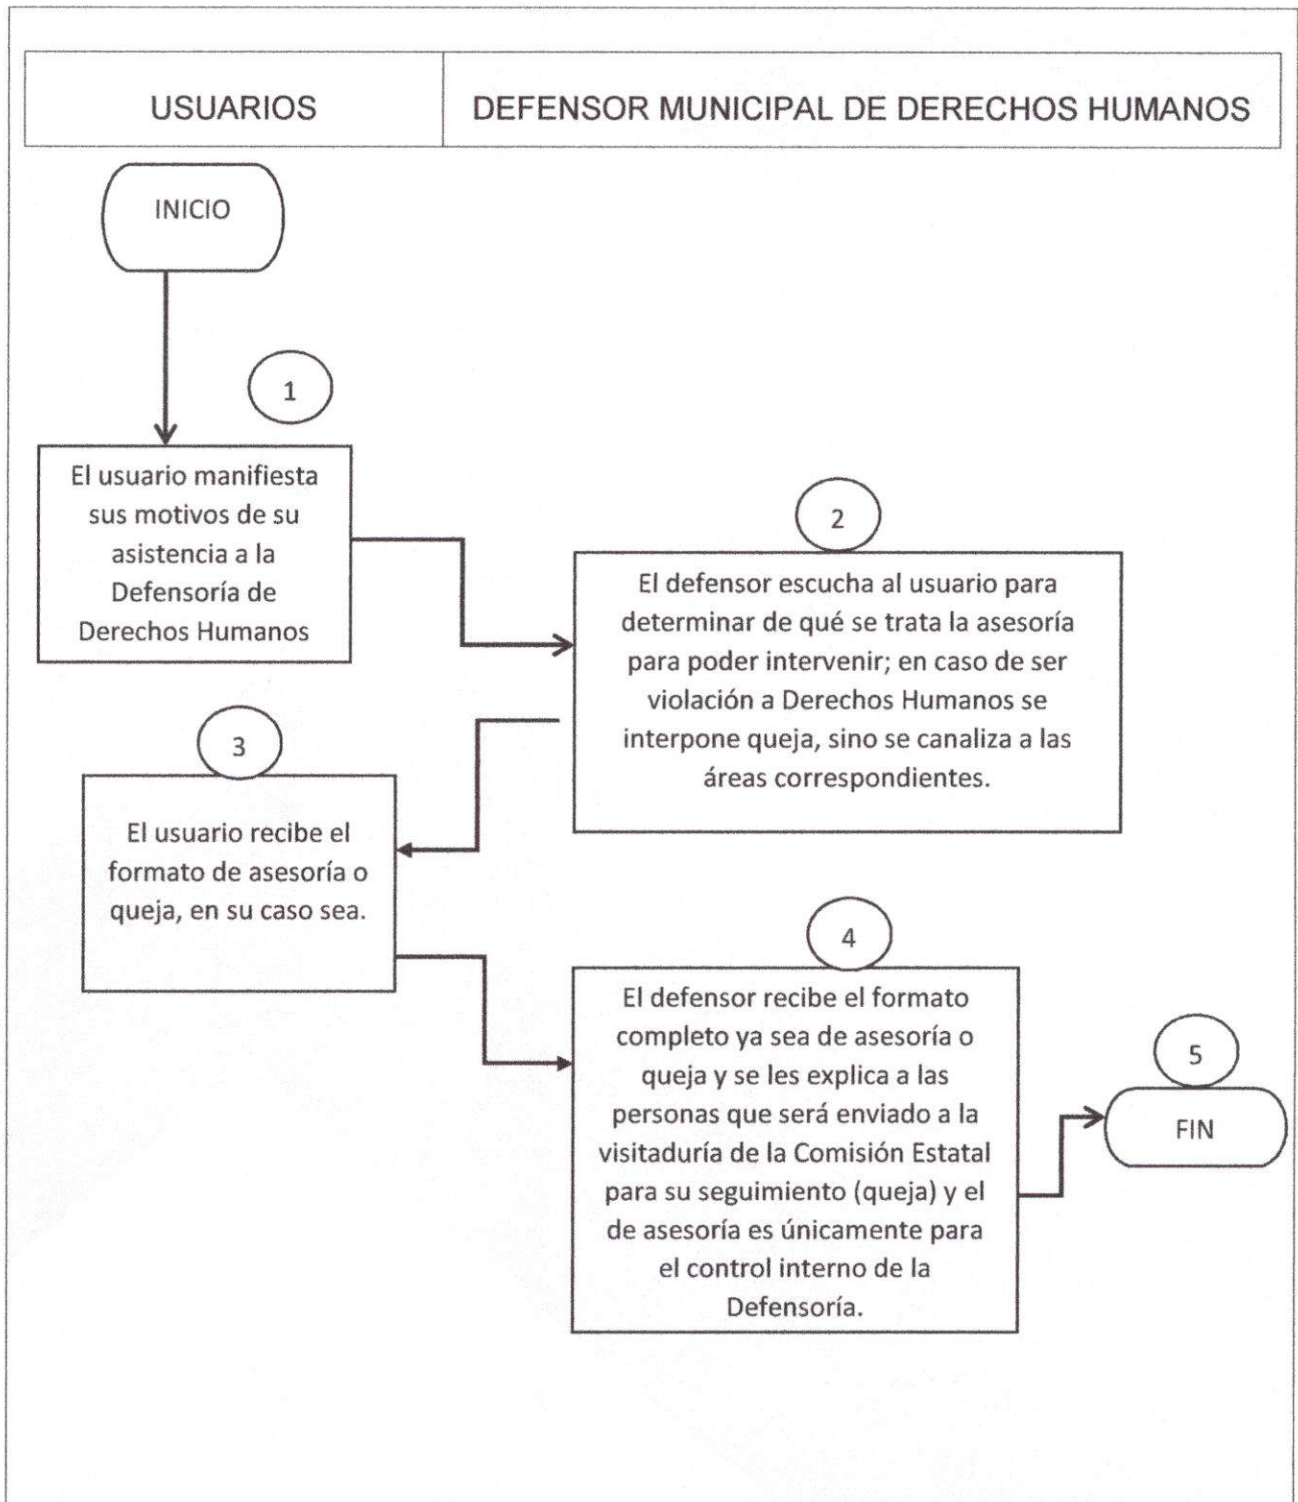 USUARIOS
DEFENSOR MUNICIPAL DE DERECHOS HUMANOS
INICIO
1
El usuario manifiesta
sus motivos de su
asistencia a la
Defensoría de
Derechos Humanos
2
El defensor escucha al usuario para
determinar de qué se trata la asesoría
para poder intervenir; en caso de ser
violación a Derechos Humanos se
interpone queja, sino se canaliza a las
áreas correspondientes.
3
El usuario recibe el
formato de asesoría o
queja, en su caso sea.
4
El defensor recibe el formato
completo ya sea de asesoría o
queja y se les explica a las
personas que será enviado a la
visitaduría de la Comisión Estatal
para su seguimiento (queja) y el
de asesoría es únicamente para
el control interno de la
Defensoría.
5
FIN